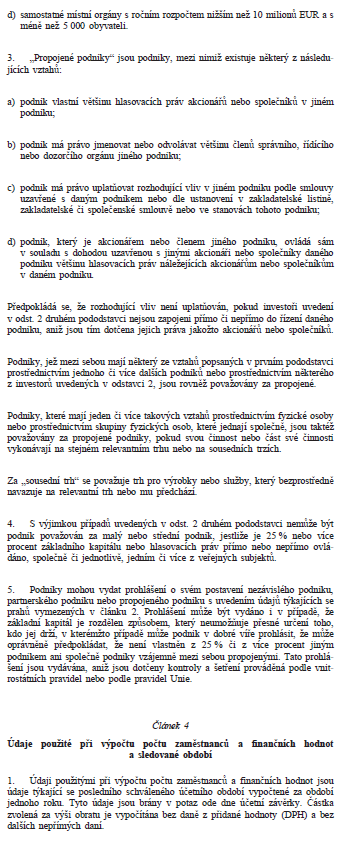 d) samostatné místní orgány s ročním rozpočtem nižším než 10 milionů EUR a s
méně než 5 000 obyvateli.
3. „Propojené podniky“ jsou podniky, mezi nimiž existuje některý z následu-
jících vztahů:
a) podnik vlastní většinu hlasovacích práv akcionářů nebo společníků v jiném
podniku;
b) podnik má právo jmenovat nebo odvolávat většinu členů správního, řídícího
nebo dozorčího orgánu jiného podniku;
c) podnik má právo uplatňovat rozhodující vliv v jiném podniku podle smlouvy
uzavřené s daným podnikem nebo dle ustanovení v zakladatelské listině,
zakladatelské či společenské smlouvě nebo ve stanovách tohoto podniku;
d) podnik, který je akcionářem nebo členem jiného podniku, ovládá sám
v souladu s dohodou uzavřenou s jinými akcionáři nebo společníky daného
podniku většinu hlasovacích práv náležejících akcionářům nebo společníkům
v daném podniku.
Předpokládá se, že rozhodující vliv není uplatňován, pokud investoři uvedení
v odst. 2 druhém pododstavci nejsou zapojeni přímo či nepřímo do řízení daného
podniku, aniž jsou tím dotčena jejich práva jakožto akcionářů nebo společníků.
Podniky, jež mezi sebou mají některý ze vztahů popsaných v prvním pododstavci
prostřednictvím jednoho či více dalších podniků nebo prostřednictvím některého
z investorů uvedených v odstavci 2, jsou rovněž považovány za propojené.
Podniky, které mají jeden či více takových vztahů prostřednictvím fyzické osoby
nebo prostřednictvím skupiny fyzických osob, které jednají společně, jsou taktéž
považovány za propojené podniky, pokud svou činnost nebo část své činnosti
vykonávají na stejném relevantním trhu nebo na sousedních trzích.
Za „sousední trh“ se považuje trh pro výrobky nebo služby, který bezprostředně
navazuje na relevantní trh nebo mu předchází.
4. S výjimkou případů uvedených v odst. 2 druhém pododstavci nemůže být
podnik považován za malý nebo střední podnik, jestliže je 25 % nebo více
procent základního kapitálu nebo hlasovacích práv přímo nebo nepřímo ovlá-
dáno, společně či jednotlivě, jedním či více z veřejných subjektů.
5. Podniky mohou vydat prohlášení o svém postavení nezávislého podniku,
partnerského podniku nebo propojeného podniku s uvedením údajů týkajících se
prahů vymezených v článku 2. Prohlášení může být vydáno i v případě, že
základní kapitál je rozdělen způsobem, který neumožňuje přesné určení toho,
kdo jej drží, v kterémžto případě může podnik v dobré víře prohlásit, že může
oprávněně předpokládat, že není vlastněn z 25 % či z více procent jiným
podnikem ani společně podniky vzájemně mezi sebou propojenými. Tato prohlá-
šení jsou vydávána, aniž jsou dotčeny kontroly a šetření prováděná podle vnit-
rostátních pravidel nebo podle pravidel Unie.
Článek 4
Údaje použité při výpočtu počtu zaměstnanců a finančních hodnot
a sledované období
1. Údaji použitými při výpočtu počtu zaměstnanců a finančních hodnot jsou
údaje týkající se posledního schváleného účetního období vypočtené za období
jednoho roku. Tyto údaje jsou brány v potaz ode dne účetní závěrky. Částka
zvolená za výši obratu je vypočítána bez daně z přidané hodnoty (DPH) a bez
dalších nepřímých daní.